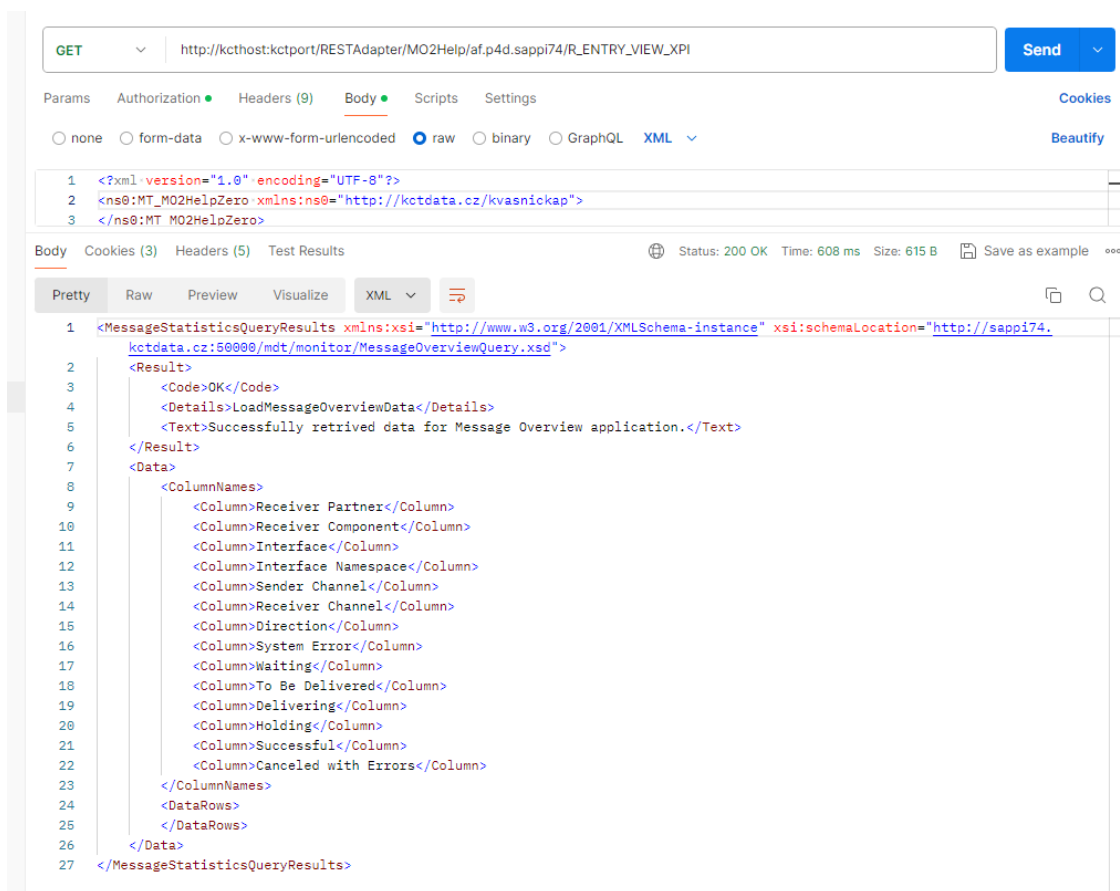 GET http://kcthost:kctport/RESTAdapter/MO2Help/af.p4d.sappi74/R_ENTRY_VIEW_XPI Send
Params Authorization Headers (9) Body Scripts Settings Cookies
none form-data x-www-form-urlencoded raw binary GraphQL XML Beautify
1 <?xml version="1.0" encoding="UTF-8"?>
2 <ns0:MT_MO2HelpZero xmlns:ns0="http://kctdata.cz/kvasnickap">
3 </ns0:MT_MO2HelpZero>
Body Cookies (3) Headers (5) Test Results Status: 200 OK Time: 608 ms Size: 615 B Save as example
Pretty Raw Preview Visualize XML
1 <MessageStatisticsQueryResults xmlns:xsi="http://www.w3.org/2001/XMLSchema-instance" xsi:schemaLocation="http://sappi74.
kctdata.cz:50000/mdt/monitor/MessageOverviewQuery.xsd">
2 <Result>
3 <Code>OK</Code>
4 <Details>LoadMessageOverviewData</Details>
5 <Text>Successfully retrived data for Message Overview application.</Text>
6 </Result>
7 <Data>
8 <ColumnNames>
9 <Column>Receiver Partner</Column>
10 <Column>Receiver Component</Column>
11 <Column>Interface</Column>
12 <Column>Interface Namespace</Column>
13 <Column>Sender Channel</Column>
14 <Column>Receiver Channel</Column>
15 <Column>Direction</Column>
16 <Column>System Error</Column>
17 <Column>Waiting</Column>
18 <Column>To Be Delivered</Column>
19 <Column>Delivering</Column>
20 <Column>Holding</Column>
21 <Column>Successful</Column>
22 <Column>Canceled with Errors</Column>
23 </ColumnNames>
24 <DataRows>
25 </DataRows>
26 </Data>
27 </MessageStatisticsQueryResults>